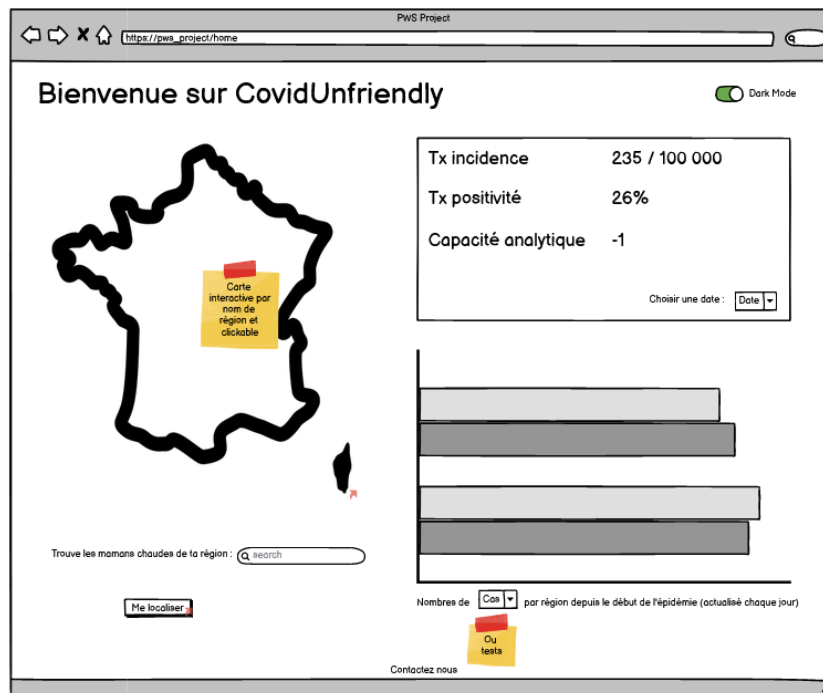 PWS Project
https://pws_project/home
Bienvenue sur CovidUnfriendly
Dark Mode
Tx incidence 235 / 100 000
Tx positivité 26%
Capacité analytique -1
Choisir une date : Date
Carte
interactive par
nom de
région et
clickable
Trouve les mamans chaudes de ta région : search
Me localiser
Nombres de Cas par région depuis le début de l'épidémie (actualisé chaque jour)
Ou
tests
Contactez nous